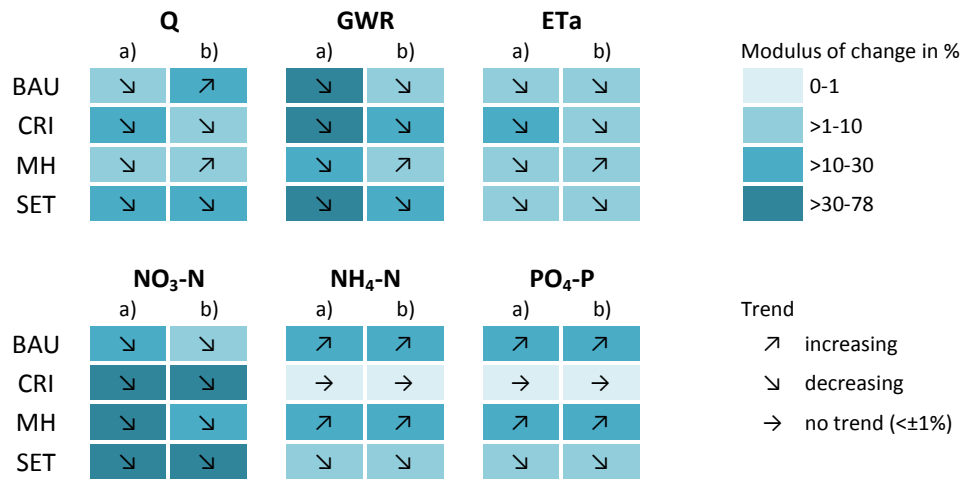 Q GWR ETa
a) b) a) b) a) b) Modulus of change in %
BAU ↘ ↗ ↘ ↘ ↘ ↘ 0-1
CRI ↘ ↘ ↘ ↘ ↘ ↘ >1-10
MH ↘ ↗ ↘ ↗ ↘ ↗ >10-30
SET ↘ ↘ ↘ ↘ ↘ ↘ >30-78
NO₃-N NH₄-N PO₄-P
a) b) a) b) a) b) Trend
BAU ↘ ↘ ↗ ↗ ↗ ↗ ↗ increasing
CRI ↘ ↘ → → → → ↘ decreasing
MH ↘ ↘ ↗ ↗ ↗ ↗ → no trend (<±1%)
SET ↘ ↘ ↘ ↘ ↘ ↘